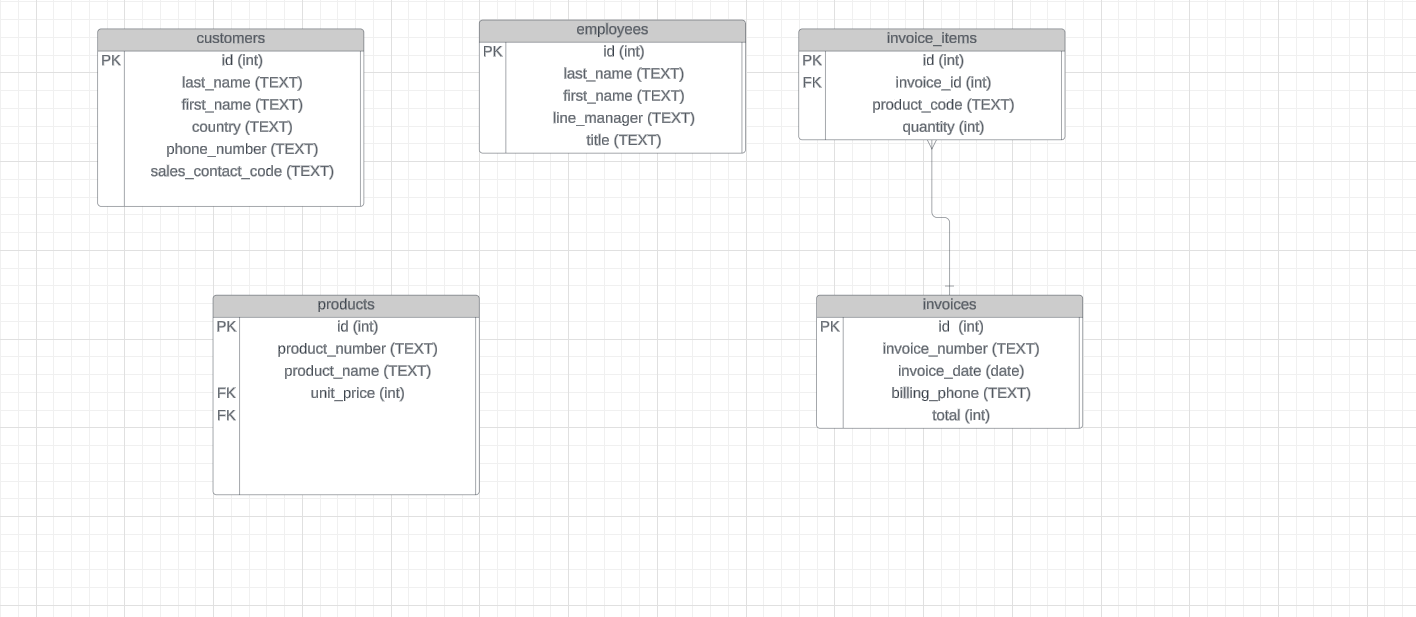 customers
PK id (int)
last_name (TEXT)
first_name (TEXT)
country (TEXT)
phone_number (TEXT)
sales_contact_code (TEXT)
employees
PK id (int)
last_name (TEXT)
first_name (TEXT)
line_manager (TEXT)
title (TEXT)
invoice_items
PK id (int)
FK invoice_id (int)
product_code (TEXT)
quantity (int)
products
PK id (int)
product_number (TEXT)
product_name (TEXT)
FK unit_price (int)
FK
invoices
PK id (int)
invoice_number (TEXT)
invoice_date (date)
billing_phone (TEXT)
total (int)